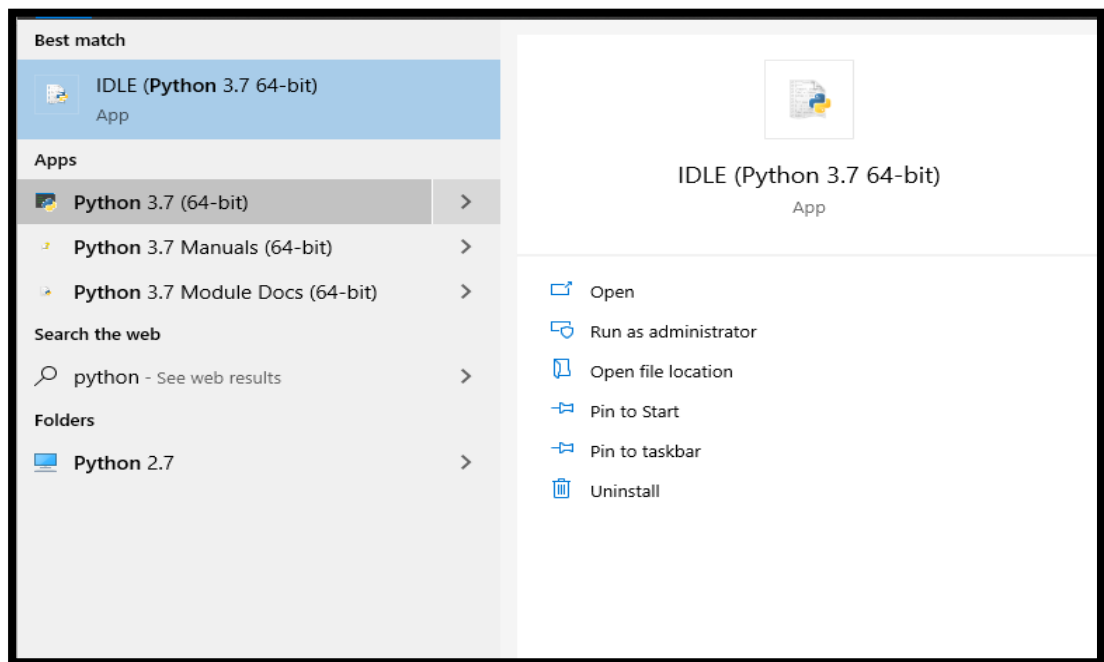 Best match
IDLE (Python 3.7 64-bit)
App
Apps
Python 3.7 (64-bit)
Python 3.7 Manuals (64-bit)
Python 3.7 Module Docs (64-bit)
Search the web
python - See web results
Folders
Python 2.7
IDLE (Python 3.7 64-bit)
App
Open
Run as administrator
Open file location
Pin to Start
Pin to taskbar
Uninstall